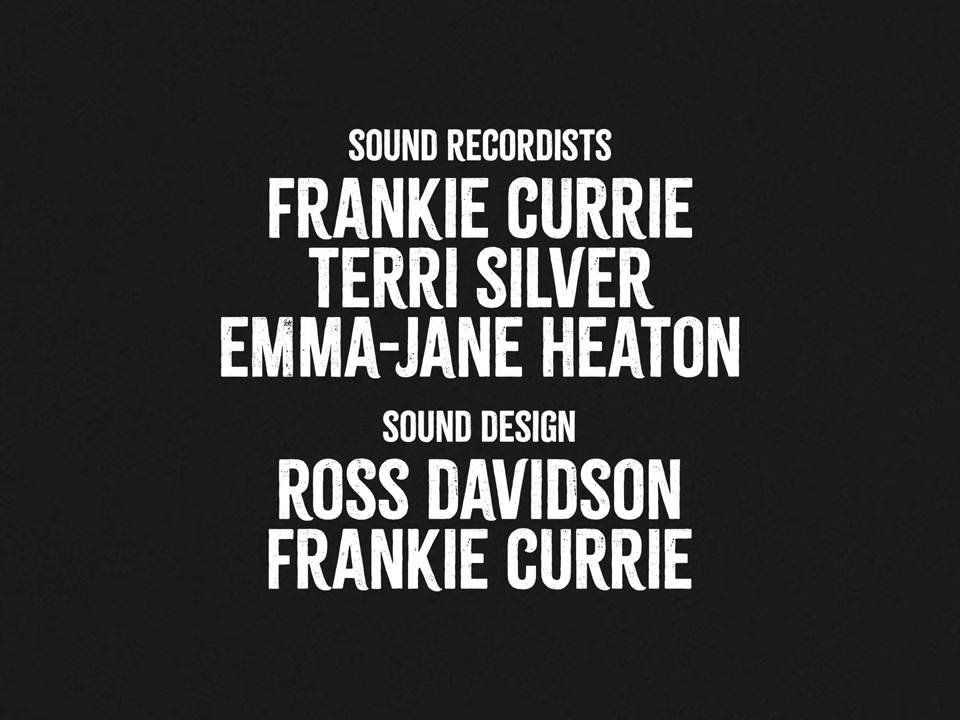 SOUND RECORDISTS
FRANKIE CURRIE
TERRI SILVER
EMMA-JANE HEATON
SOUND DESIGN
ROSS DAVIDSON
FRANKIE CURRIE